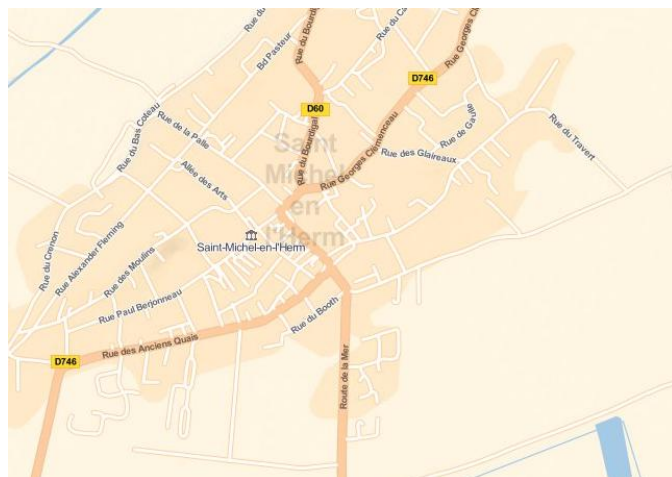 Rue du
Bd Pasteur
Rue du Bourdigal
Rue du
Rue Georges
D746
D60
Rue du Bas Coteau
Rue de la Palle
Rue du Bourdigal
Rue Georges Clemenceau
Rue de Gaulle
Rue des Glaireaux
Rue du Travert
Saint
Michel
en
l'Herm
Allée des Arts
Saint-Michel-en-l'Herm
Rue du Crenon
Rue Alexander Fleming
Rue des Moulins
Rue Paul Berjonneau
Rue du Booth
Rue des Anciens Quais
D746
Route de la Mer